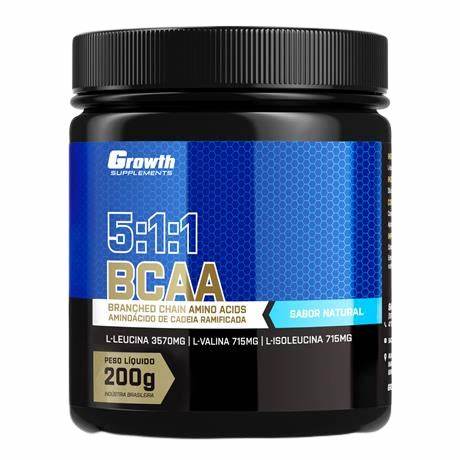 Growth
SUPPLEMENTS
5:1:1
BCAA
BRANCHED CHAIN AMINO ACIDS
AMINOÁCIDO DE CADEIA RAMIFICADA
SABOR NATURAL
L-LEUCINA 3570MG | L-VALINA 715MG | L-ISOLEUCINA 715MG
PESO LÍQUIDO
200g
INDÚSTRIA BRASILEIRA